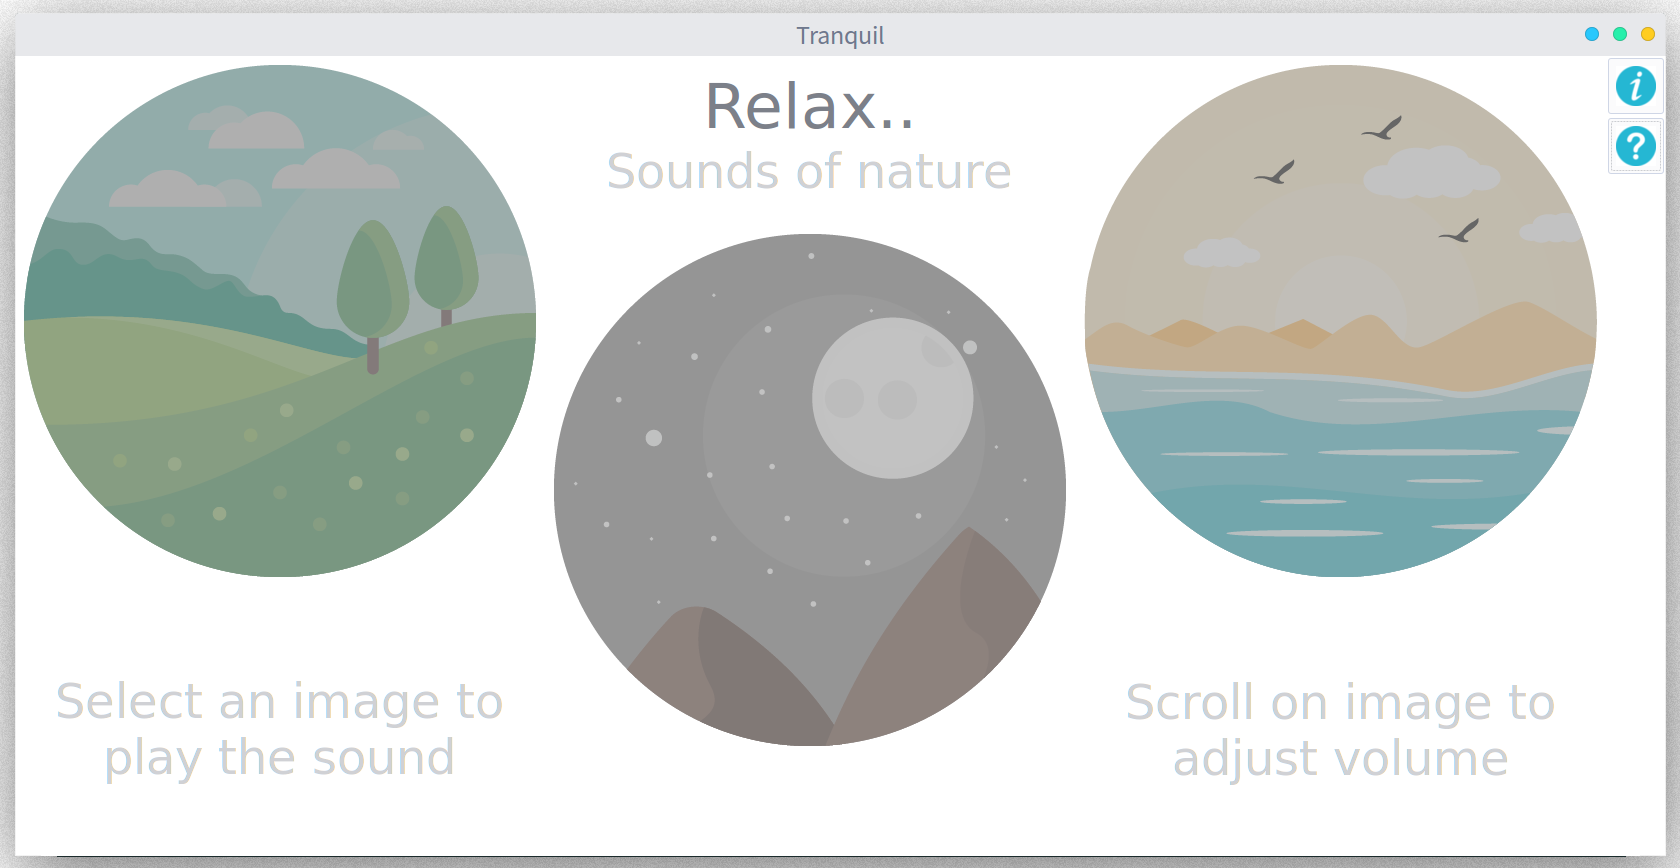 Tranquil
Relax..
Sounds of nature
i
?
Select an image to
play the sound
Scroll on image to
adjust volume